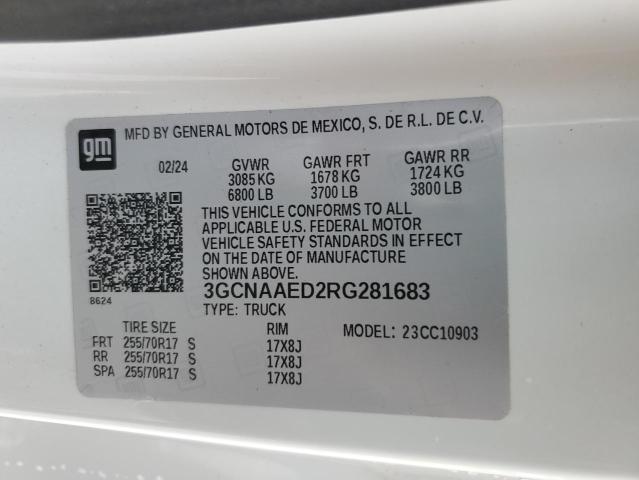 gm
MFD BY GENERAL MOTORS DE MEXICO, S. DE R.L. DE C.V.
02/24 GVWR GAWR FRT GAWR RR
3085 KG 1678 KG 1724 KG
6800 LB 3700 LB 3800 LB
THIS VEHICLE CONFORMS TO ALL
APPLICABLE U.S. FEDERAL MOTOR
VEHICLE SAFETY STANDARDS IN EFFECT
ON THE DATE OF MANUFACTURE
SHOWN ABOVE.
8624
3GCNAAED2RG281683
TYPE: TRUCK
TIRE SIZE RIM MODEL: 23CC10903
FRT 255/70R17 S 17X8J
RR 255/70R17 S 17X8J
SPA 255/70R17 S 17X8J